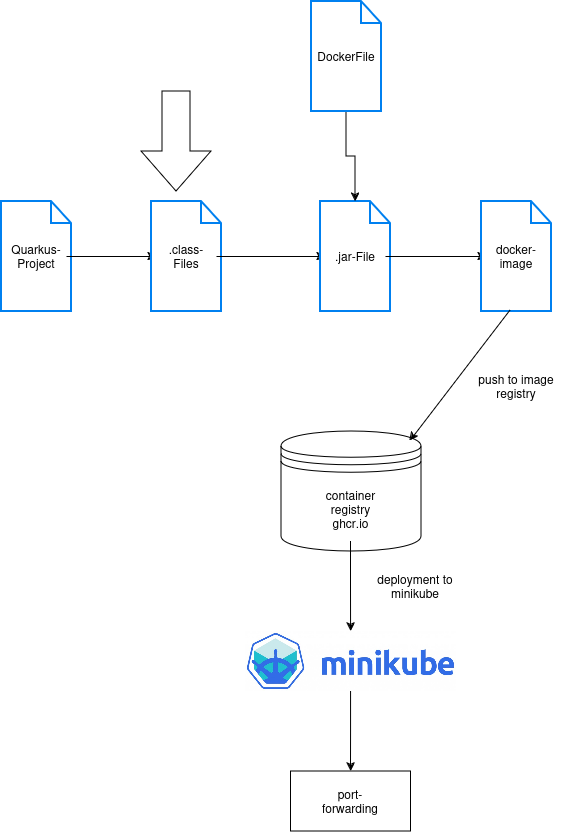 DockerFile
Quarkus-
Project
.class-
Files
.jar-File
docker-
image
push to image
registry
container
registry
ghcr.io
deployment to
minikube
minikube
port-
forwarding